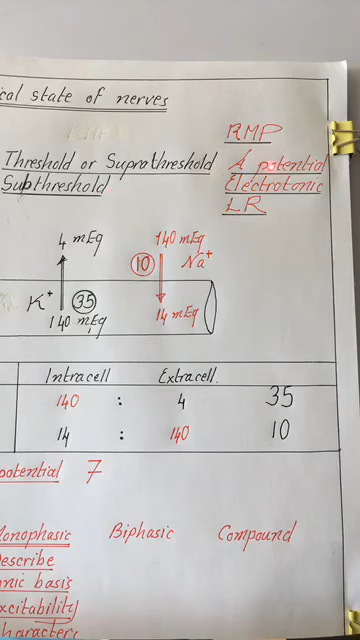 cal state of nerves
RMP
Threshold or Suprathreshold A potential
Subthreshold Electrotonic
LR
4 mEq 140 mEq
10 Na+
K+ 35
140 mEq 14 mEq
Intracell Extracell.
140 : 4 35
14 : 140 10
potential 7
Monophasic Biphasic Compound
Describe
onic basis
xcitability
haracteri